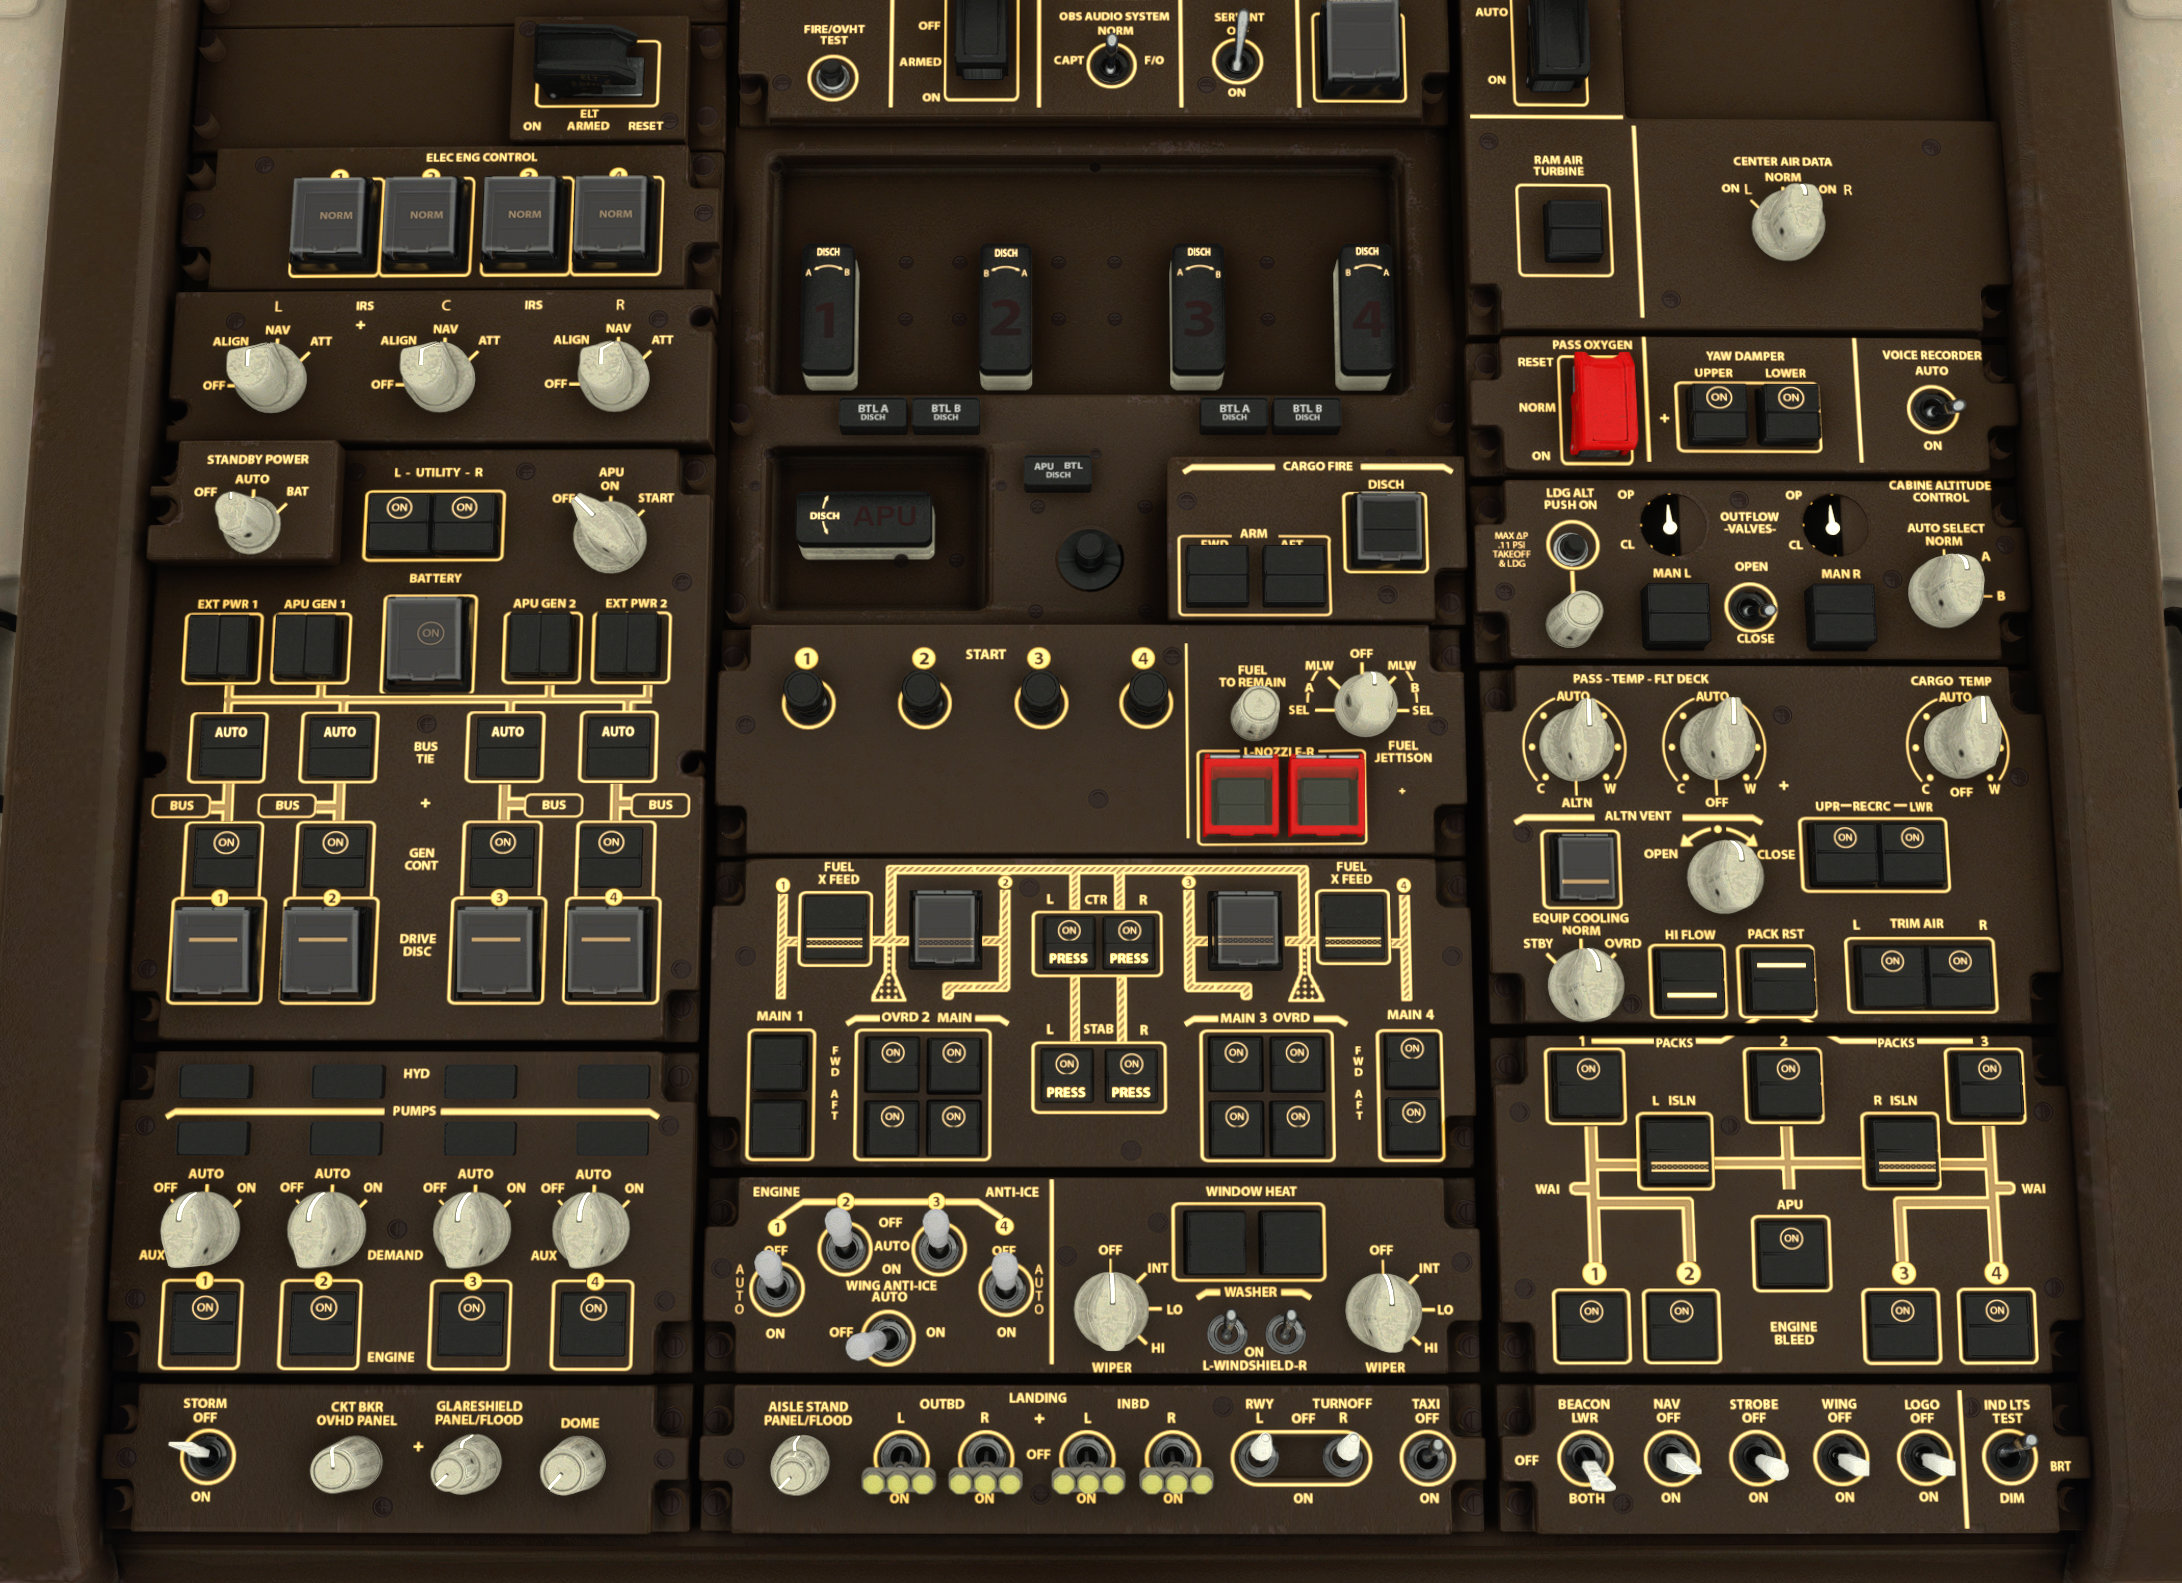 FIRE/OVHT
TEST
OFF
ARMED
ON
OBS AUDIO SYSTEM
NORM
CAPT
F/O
ON
AUTO
ON
ELT
ON ARMED RESET
ELEC ENG CONTROL
1 2 3 4
NORM NORM NORM NORM
L IRS C IRS R
ALIGN NAV ATT
OFF
ALIGN NAV ATT
OFF
ALIGN NAV ATT
OFF
STANDBY POWER
OFF AUTO BAT
L - UTILITY - R
ON ON
APU
OFF ON START
BATTERY
ON
EXT PWR 1
APU GEN 1
APU GEN 2
EXT PWR 2
AUTO AUTO AUTO AUTO
BUS
TIE
BUS BUS BUS BUS
ON ON ON ON
GEN
CONT
1 2 3 4
DRIVE
DISC
HYD
PUMPS
OFF AUTO ON
OFF AUTO ON
OFF AUTO ON
OFF AUTO ON
AUX DEMAND AUX
1 2 3 4
ON ON ON ON
ENGINE
STORM
OFF
ON
CKT BKR
OVHD PANEL
GLARESHIELD
PANEL/FLOOD
DOME
DISCH
A B
1
DISCH
B A
2
DISCH
A B
3
DISCH
B A
4
BTL A
DISCH
BTL B
DISCH
BTL A
DISCH
BTL B
DISCH
APU BTL
DISCH
DISCH
APU
CARGO FIRE
DISCH
ARM
START
1 2 3 4
FUEL
TO REMAIN
OFF
MLW MLW
A B
SEL SEL
L-NOZZLE-R
FUEL
JETTISON
FUEL
X FEED
FUEL
X FEED
1 2 3 4
L CTR R
ON ON
PRESS PRESS
MAIN 1
OVRD 2 MAIN
L STAB R
MAIN 3 OVRD
MAIN 4
FWD
AFT
ON ON
ON ON
ON ON
PRESS PRESS
ON ON
ON ON
FWD
AFT
ON
ON
ENGINE ANTI-ICE
1 2 3 4
OFF OFF OFF
AUTO AUTO AUTO
ON ON ON
WING ANTI-ICE
AUTO
OFF ON
WINDOW HEAT
OFF
INT
LO
HI
WIPER
WASHER
ON
L-WINDSHIELD-R
OFF
INT
LO
HI
WIPER
AISLE STAND
PANEL/FLOOD
LANDING
OUTBD INBD
L R L R
OFF
ON ON ON ON
RWY TURNOFF
L OFF R
ON
TAXI
OFF
ON
RAM AIR
TURBINE
CENTER AIR DATA
NORM
ON L ON R
PASS OXYGEN
RESET
NORM
ON
YAW DAMPER
UPPER LOWER
ON ON
VOICE RECORDER
AUTO
ON
LDG ALT
PUSH ON
MAX ΔP
.11 PSI
TAKEOFF
& LDG
OP
CL
OUTFLOW
-VALVES-
OP
CL
MAN L
OPEN
CLOSE
MAN R
CABINE ALTITUDE
CONTROL
AUTO SELECT
NORM
A
B
PASS - TEMP - FLT DECK
AUTO
C W
ALTN
AUTO
C W
OFF
CARGO TEMP
AUTO
C OFF W
ALTN VENT
OPEN CLOSE
UPR—RECRC—LWR
ON ON
EQUIP COOLING
NORM
STBY OVRD
HI FLOW
PACK RST
L TRIM AIR R
ON ON
1 PACKS 2 PACKS 3
ON ON ON
L ISLN
R ISLN
WAI WAI
APU
ON
1 2 3 4
ON ON ON ON
ENGINE
BLEED
BEACON
LWR
OFF
BOTH
NAV
OFF
ON
STROBE
OFF
ON
WING
OFF
ON
LOGO
OFF
ON
IND LTS
TEST
BRT
DIM